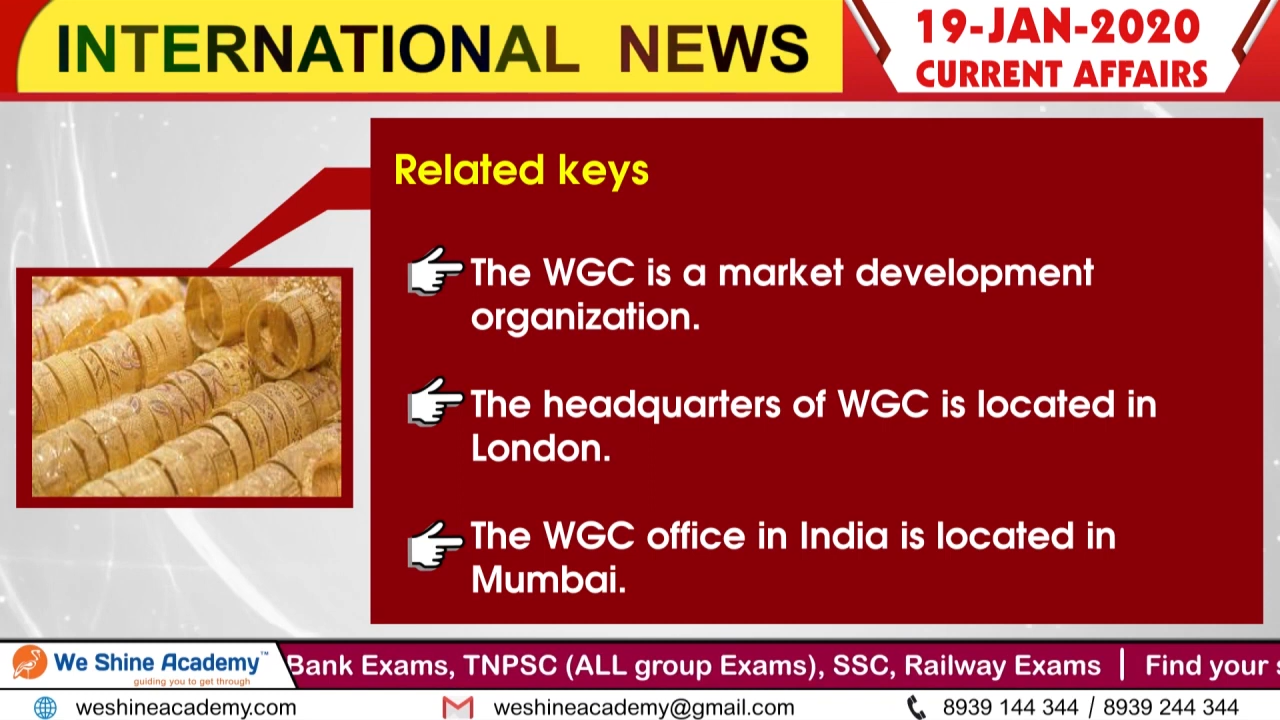 INTERNATIONAL NEWS
19-JAN-2020
CURRENT AFFAIRS
Related keys
The WGC is a market development
organization.
The headquarters of WGC is located in
London.
The WGC office in India is located in
Mumbai.
We Shine Academy™
guiding you to get through
Bank Exams, TNPSC (ALL group Exams), SSC, Railway Exams | Find your
weshineacademy.com
weshineacademy@gmail.com
8939 144 344 / 8939 244 344